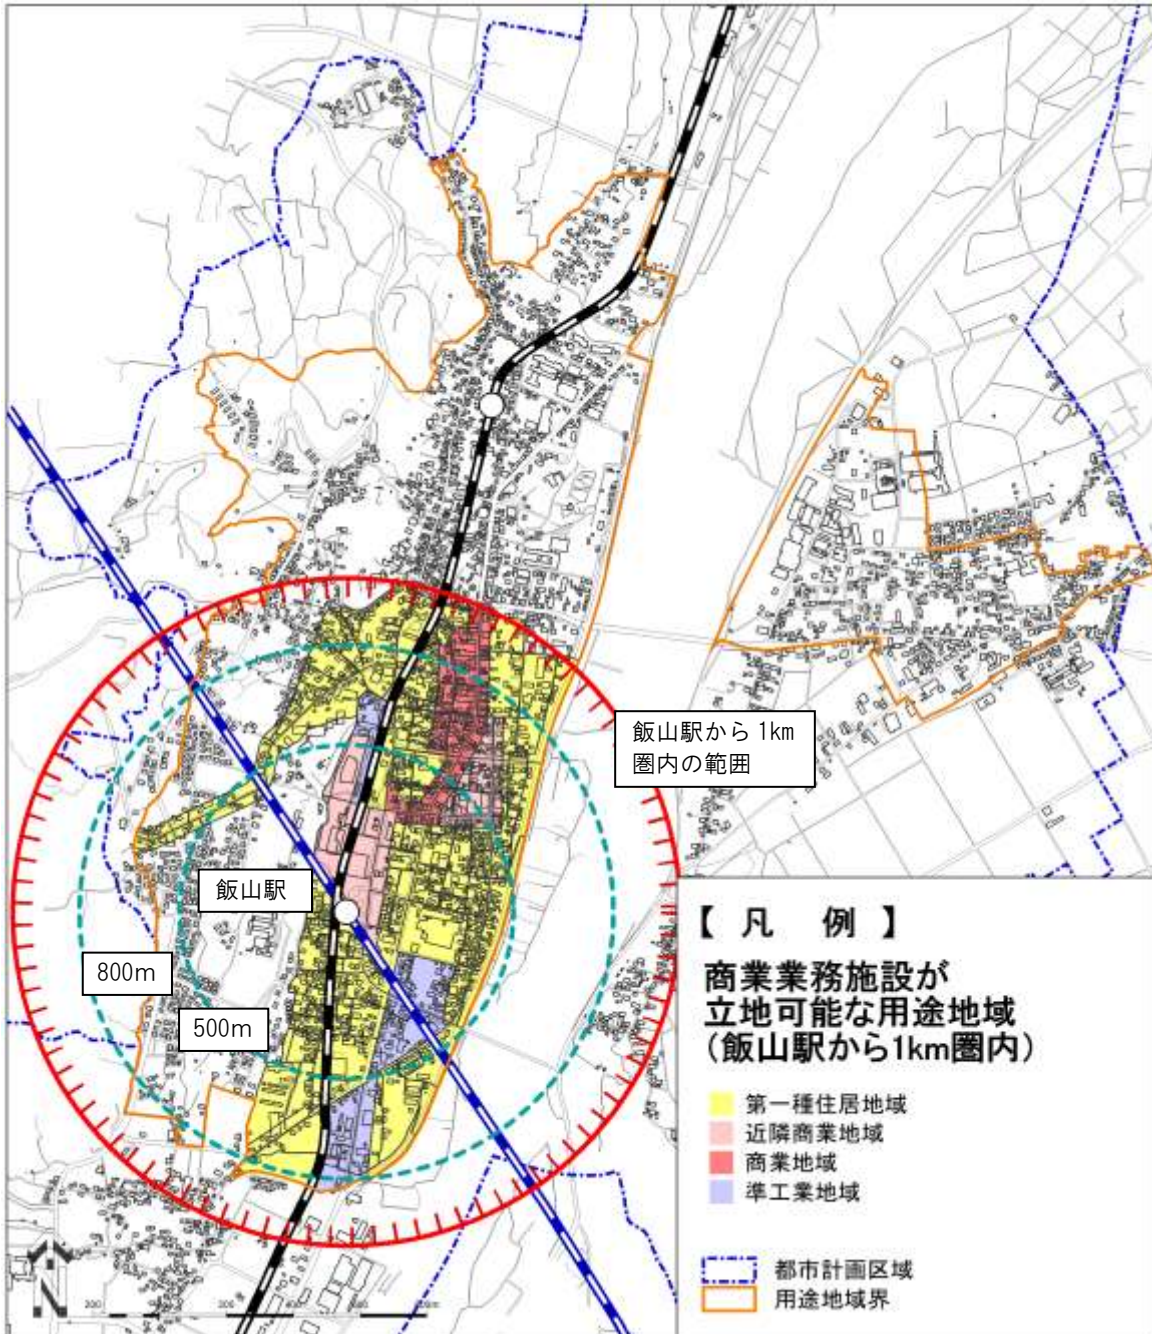 飯山駅から 1km
圏内の範囲
飯山駅
800m
500m
【 凡 例 】
商業業務施設が
立地可能な用途地域
（飯山駅から1km圏内）
第一種住居地域
近隣商業地域
商業地域
準工業地域
都市計画区域
用途地域界
N